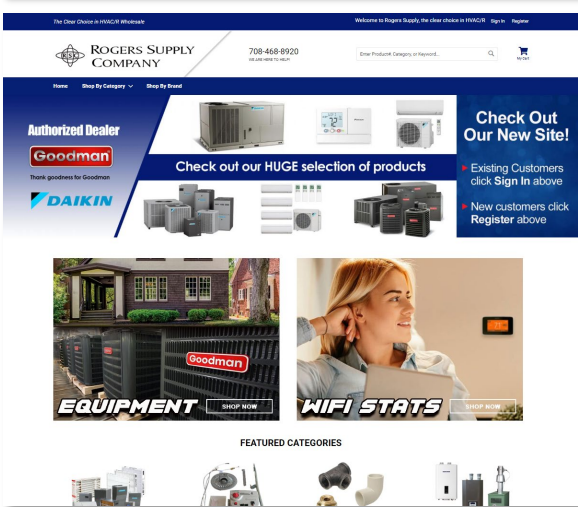 The Clear Choice in HVAC/R Wholesale
Welcome to Rogers Supply, the clear choice in HVAC/R Sign In Register
RSC
ROGERS SUPPLY
COMPANY
708-468-8920
WE ARE HERE TO HELP!
Enter Product#, Category, or Keyword...
My Cart
Home Shop By Category Shop By Brand
Authorized Dealer
Goodman
Thank goodness for Goodman
DAIKIN
Check out our HUGE selection of products
Check Out
Our New Site!
Existing Customers
click Sign In above
New customers click
Register above
Goodman
EQUIPMENT
SHOP NOW
WIFI STATS
SHOP NOW
FEATURED CATEGORIES